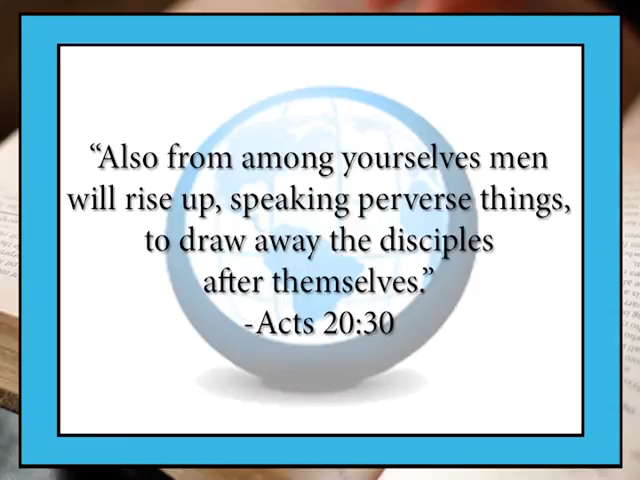 “Also from among yourselves men
will rise up, speaking perverse things,
to draw away the disciples
after themselves.”
-Acts 20:30